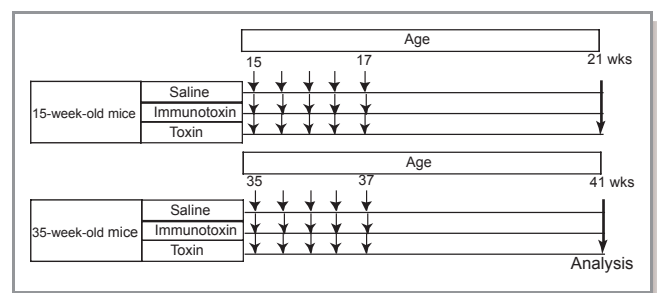 Age
15 17 21 wks
Saline
15-week-old mice Immunotoxin
Toxin
Age
35 37 41 wks
Saline
35-week-old mice Immunotoxin
Toxin
Analysis